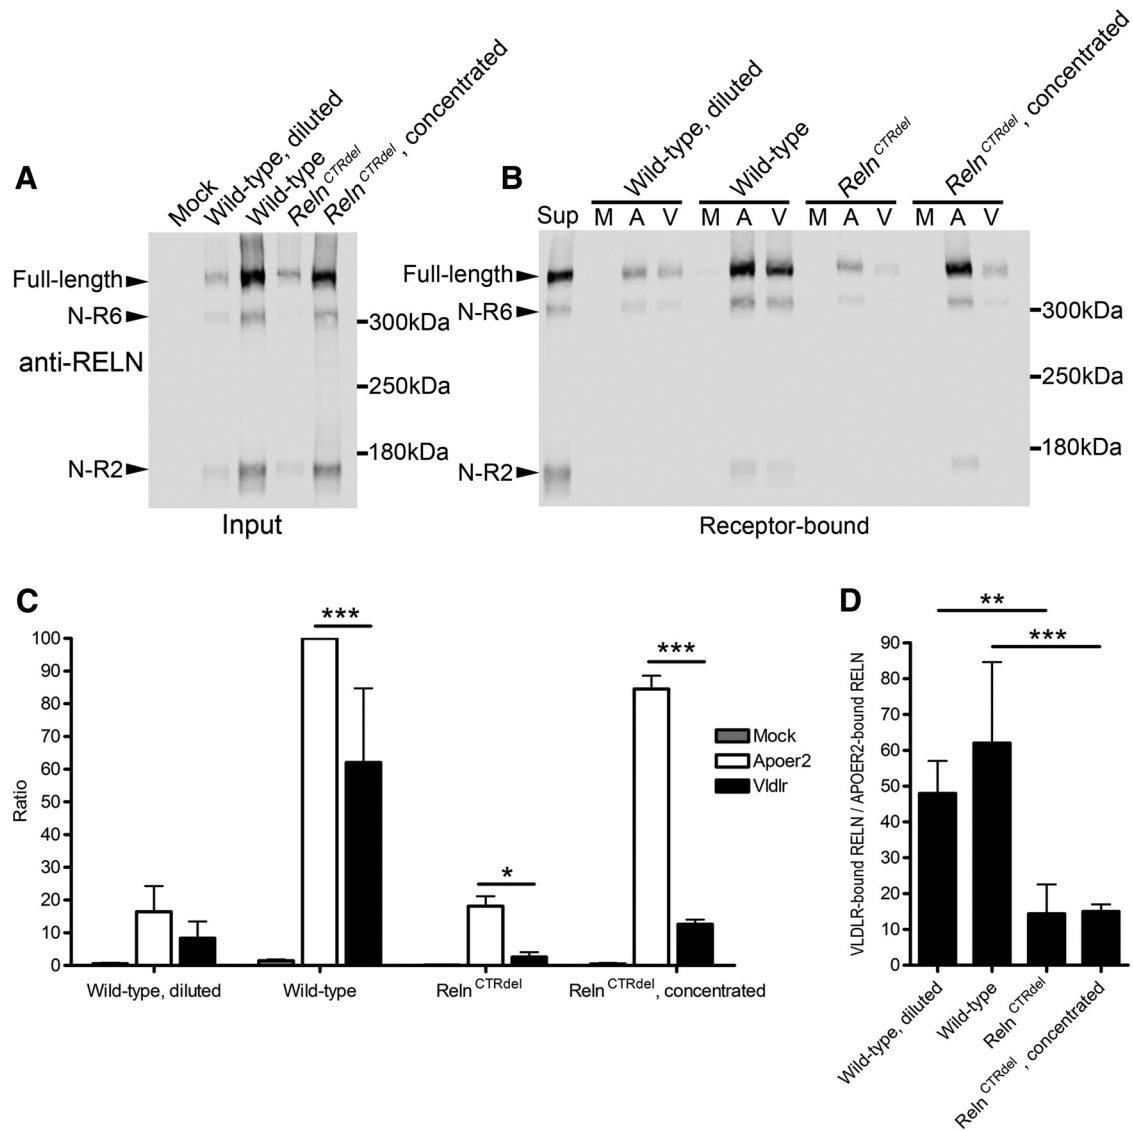 A
Mock
Wild-type, diluted
Wild-type
Reln CTRdel
Reln CTRdel, concentrated
Full-length
N-R6
anti-RELN
N-R2
300kDa
250kDa
180kDa
Input
B
Wild-type, diluted
Wild-type
Reln CTRdel
Reln CTRdel, concentrated
Sup M A V M A V M A V M A V
Full-length
N-R6
N-R2
300kDa
250kDa
180kDa
Receptor-bound
C
Ratio
100
90
80
70
60
50
40
30
20
10
0
***
*
***
Mock
Apoer2
Vldlr
Wild-type, diluted
Wild-type
Reln CTRdel
Reln CTRdel, concentrated
D
VLDLR-bound RELN / APOER2-bound RELN
90
80
70
60
50
40
30
20
10
0
**
***
Wild-type, diluted
Wild-type
Reln CTRdel
Reln CTRdel, concentrated